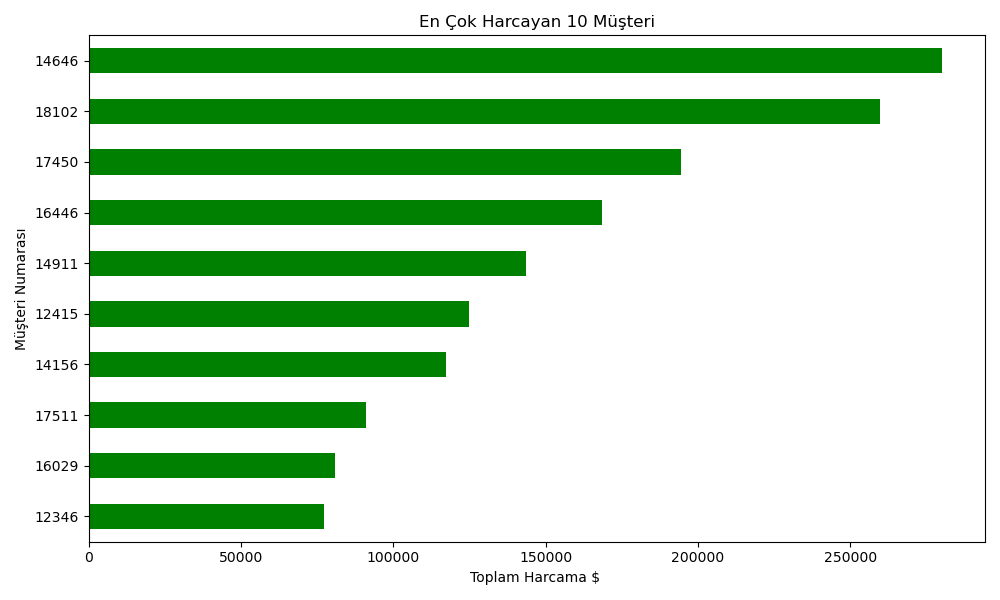 En Çok Harcayan 10 Müşteri
Müşteri Numarası
14646
18102
17450
16446
14911
12415
14156
17511
16029
12346
0 50000 100000 150000 200000 250000
Toplam Harcama $